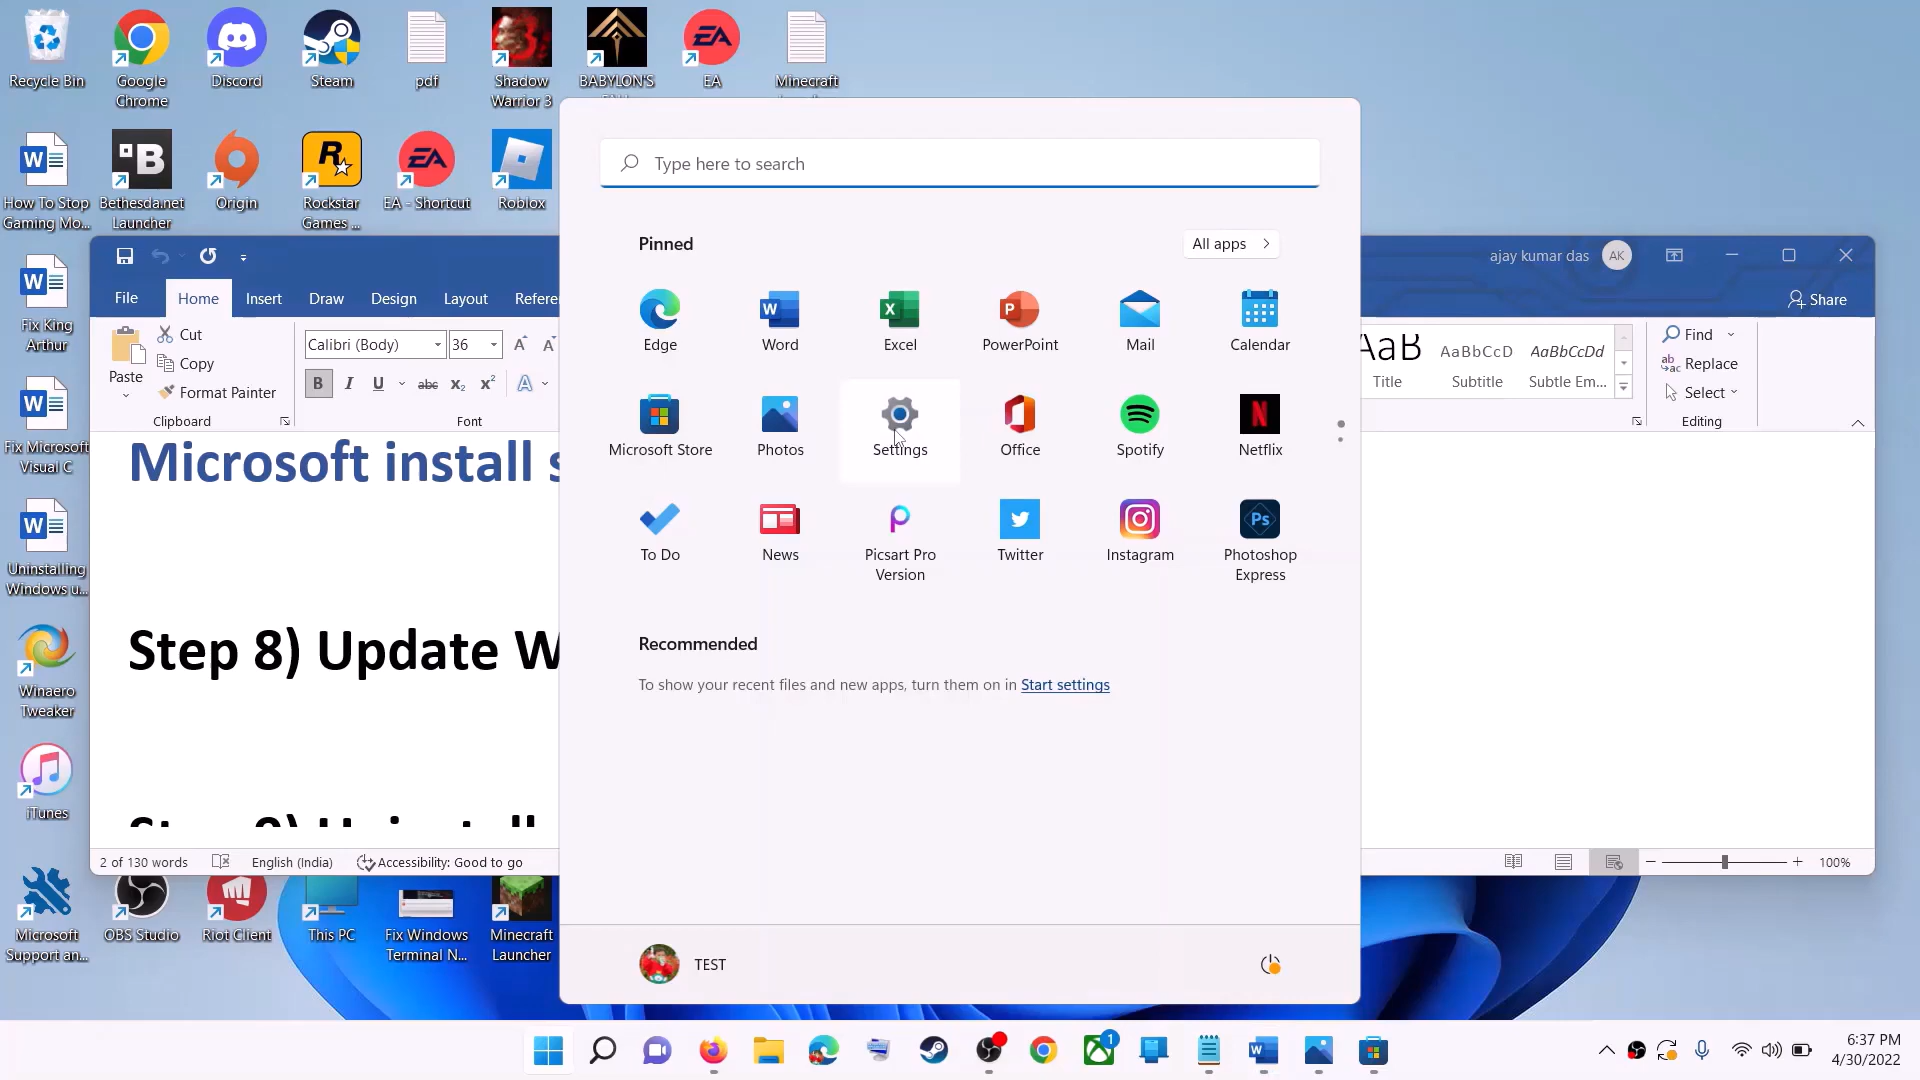 Recycle Bin
Google
Chrome
Discord
Steam
pdf
Shadow
Warrior 3
BABYLON'S
EA
Minecraft
How To Stop
Gaming Mo...
Bethesda.net
Launcher
Origin
Rockstar
Games ...
EA - Shortcut
Roblox
Fix King
Arthur
Fix Microsoft
Visual C
Uninstalling
Windows u...
Winaero
Tweaker
iTunes
Microsoft
Support an...
OBS Studio
Riot Client
This PC
Fix Windows
Terminal N...
Minecraft
Launcher
ajay kumar das
AK
File
Home
Insert
Draw
Design
Layout
Refere
Share
Paste
Cut
Copy
Format Painter
Clipboard
Calibri (Body)
36
B I U abc x₂ x² A
Font
AaB
Title
AaBbCcD
Subtitle
AaBbCcDd
Subtle Em...
Find
Replace
Select
Editing
Microsoft install s
Step 8) Update W
2 of 130 words
English (India)
Accessibility: Good to go
100%
Type here to search
Pinned
All apps
Edge
Word
Excel
PowerPoint
Mail
Calendar
Microsoft Store
Photos
Settings
Office
Spotify
Netflix
To Do
News
Picsart Pro
Version
Twitter
Instagram
Photoshop
Express
Recommended
To show your recent files and new apps, turn them on in Start settings
TEST
1
6:37 PM
4/30/2022